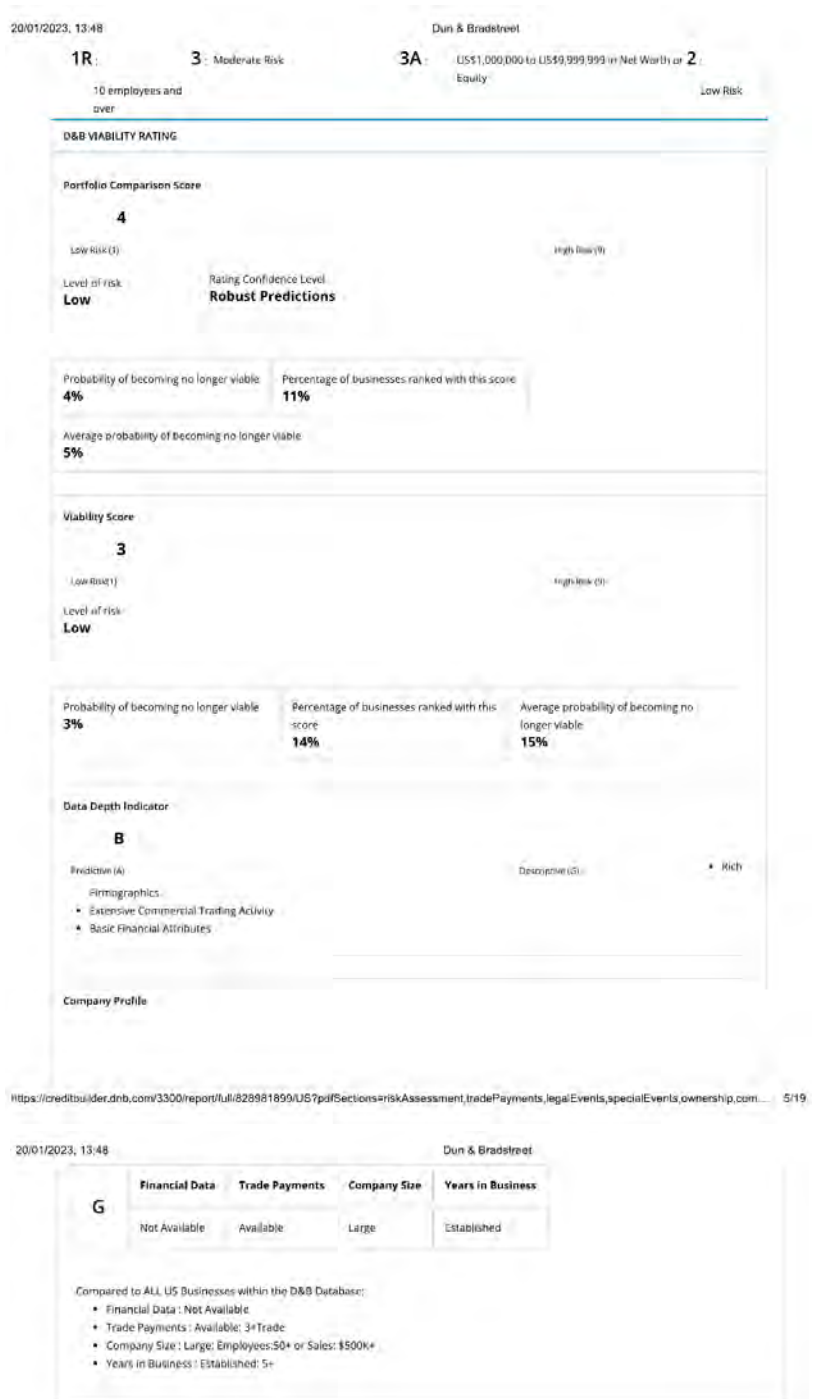 20/01/2023, 13:48 Dun & Bradstreet
1R : 3 : Moderate Risk 3A : US$1,000,000 to US$9,999,999 in Net Worth or 2 :
Equity
10 employees and Low Risk
over
D&B VIABILITY RATING
Portfolio Comparison Score
4
Low Risk (1) High Risk (9)
Level of risk Rating Confidence Level
Low Robust Predictions
Probability of becoming no longer viable Percentage of businesses ranked with this score
4% 11%
Average probability of becoming no longer viable
5%
Viability Score
3
Low Risk(1) High Risk (9)
Level of risk
Low
Probability of becoming no longer viable Percentage of businesses ranked with this Average probability of becoming no
3% score longer viable
14% 15%
Data Depth Indicator
B
Predictive (A) Descriptive (G) • Rich
Firmographics
• Extensive Commercial Trading Activity
• Basic Financial Attributes
Company Profile
https://creditbuilder.dnb.com/3300/report/full/828981899/US?pdfSections=riskAssessment,tradePayments,legalEvents,specialEvents,ownership,com... 5/19
20/01/2023, 13:48 Dun & Bradstreet
Financial Data Trade Payments Company Size Years in Business
G
Not Available Available Large Established
Compared to ALL US Businesses within the D&B Database:
• Financial Data : Not Available
• Trade Payments : Available: 3+Trade
• Company Size : Large: Employees:50+ or Sales: $500K+
• Years in Business : Established: 5+